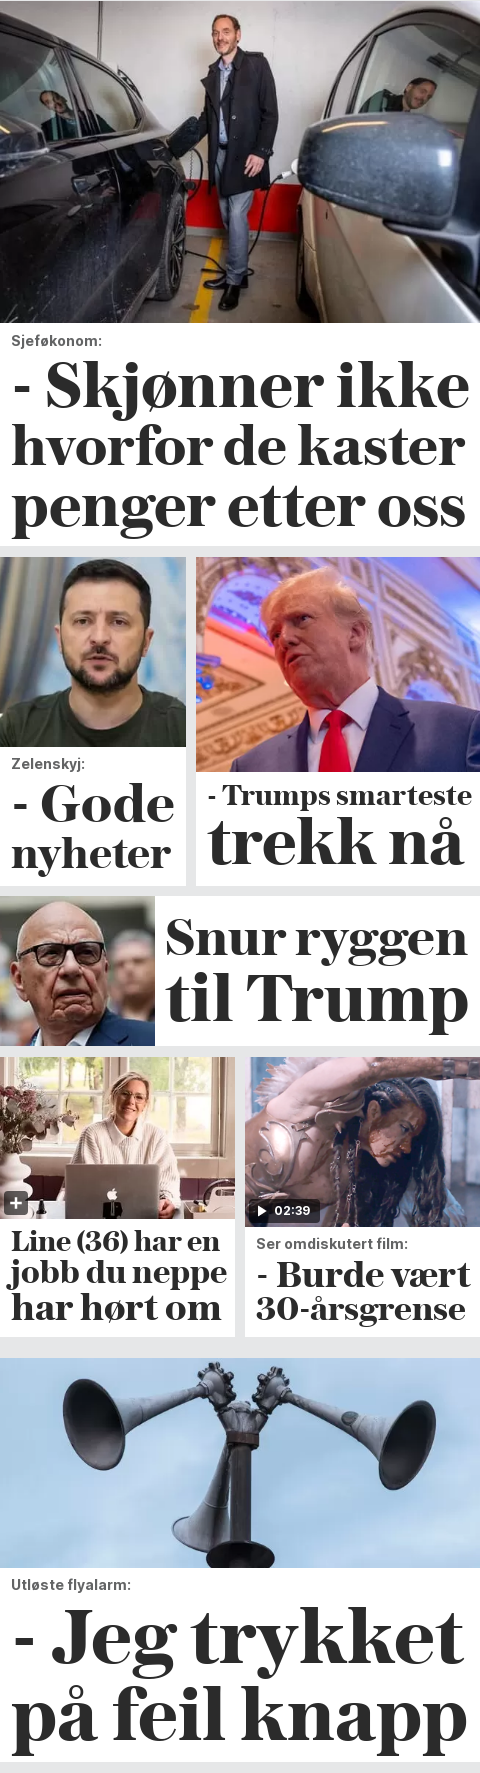 Sjeføkonom:
- Skjønner ikke
hvorfor de kaster
penger etter oss
Zelenskyj:
- Gode
nyheter
- Trumps smarteste
trekk nå
Snur ryggen
til Trump
Line (36) har en
jobb du neppe
har hørt om
02:39
Ser omdiskutert film:
- Burde vært
30-årsgrense
Utløste flyalarm:
- Jeg trykket
på feil knapp